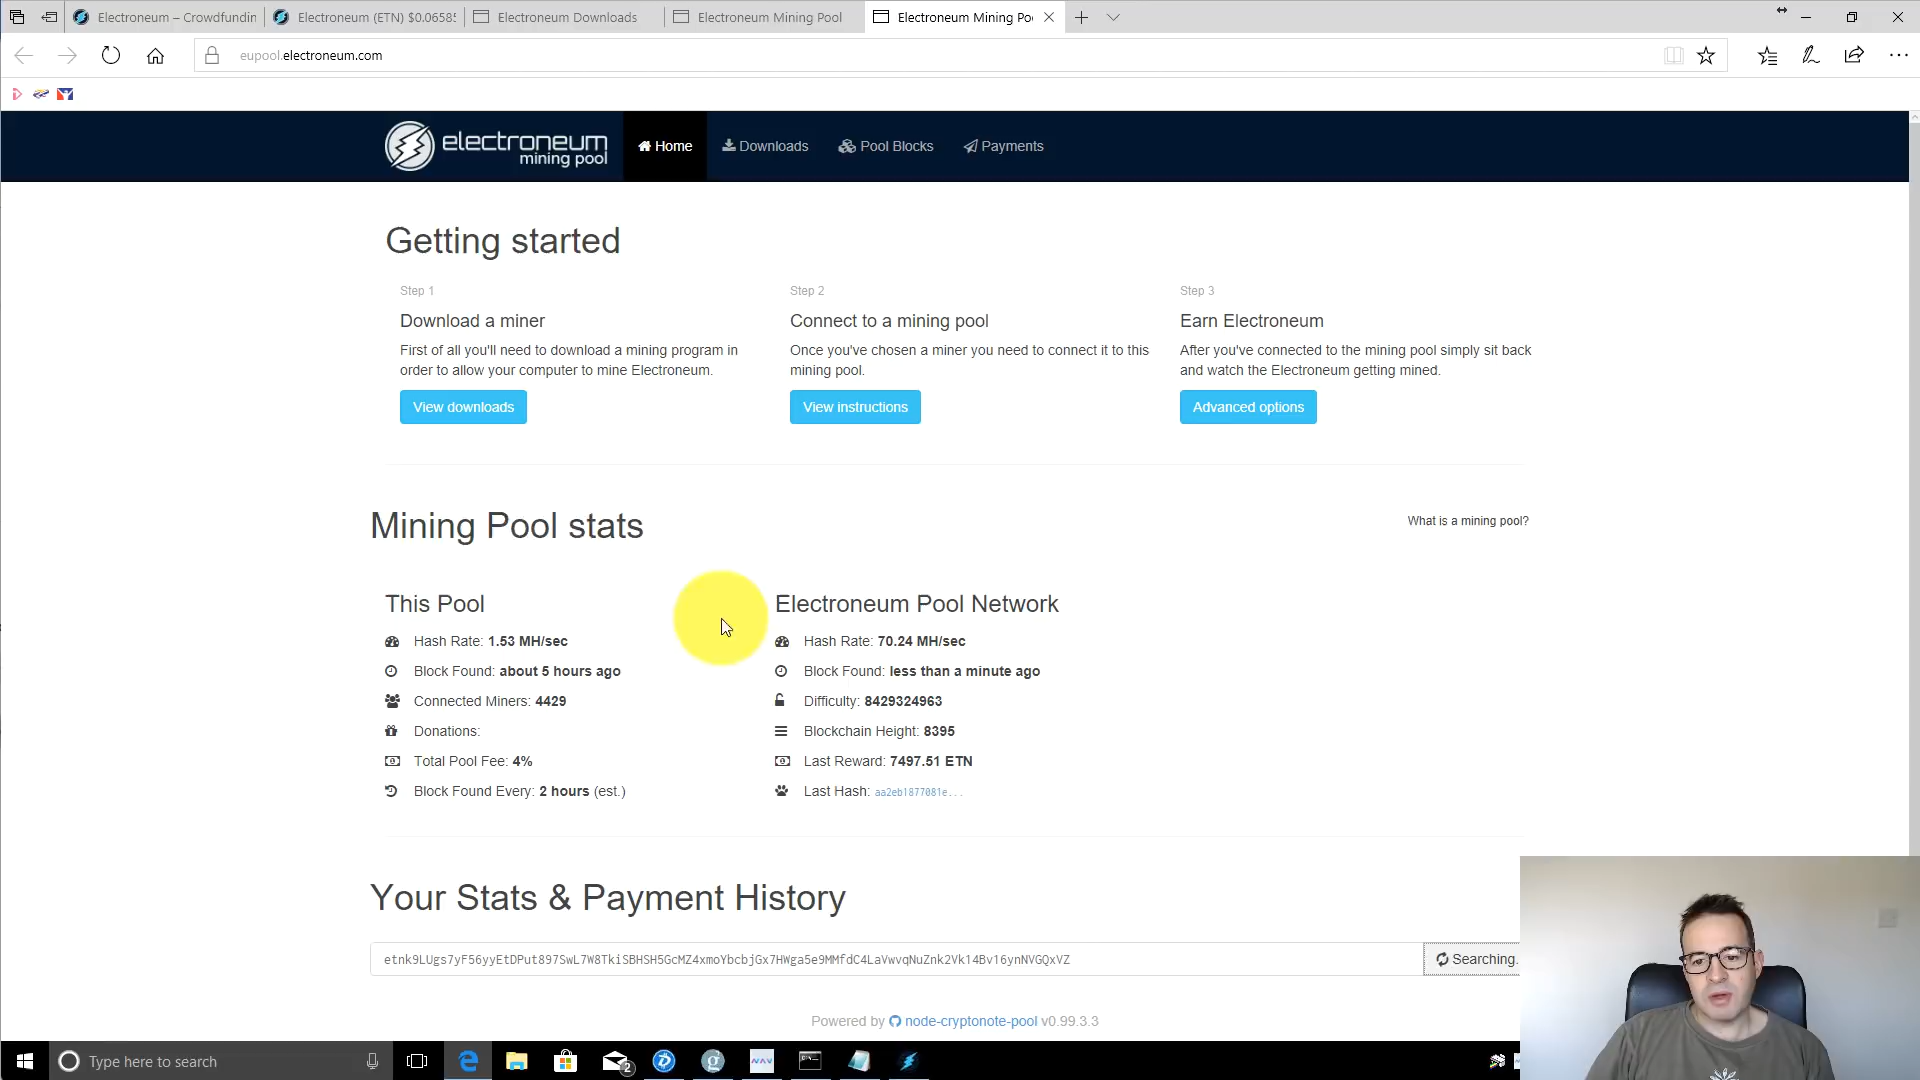 Electroneum – Crowdfundin
Electroneum (ETN) $0.0658
Electroneum Downloads
Electroneum Mining Pool
Electroneum Mining Po
eupool.electroneum.com
electroneum
mining pool
Home
Downloads
Pool Blocks
Payments
Getting started
Step 1
Download a miner
First of all you'll need to download a mining program in
order to allow your computer to mine Electroneum.
View downloads
Step 2
Connect to a mining pool
Once you've chosen a miner you need to connect it to this
mining pool.
View instructions
Step 3
Earn Electroneum
After you've connected to the mining pool simply sit back
and watch the Electroneum getting mined.
Advanced options
Mining Pool stats
What is a mining pool?
This Pool
Hash Rate: 1.53 MH/sec
Block Found: about 5 hours ago
Connected Miners: 4429
Donations:
Total Pool Fee: 4%
Block Found Every: 2 hours (est.)
Electroneum Pool Network
Hash Rate: 70.24 MH/sec
Block Found: less than a minute ago
Difficulty: 8429324963
Blockchain Height: 8395
Last Reward: 7497.51 ETN
Last Hash: aa2eb1877081e...
Your Stats & Payment History
etnk9LUgs7yF56yyEtDPut897SwL7W8TkiSBHSH5GcMZ4xmoYbcbjGx7HWga5e9MMfdC4LaVwvqNuZnk2Vk14Bv16ynNVGQxVZ
Searching.
Powered by node-cryptonote-pool v0.99.3.3
Type here to search
2
NAV